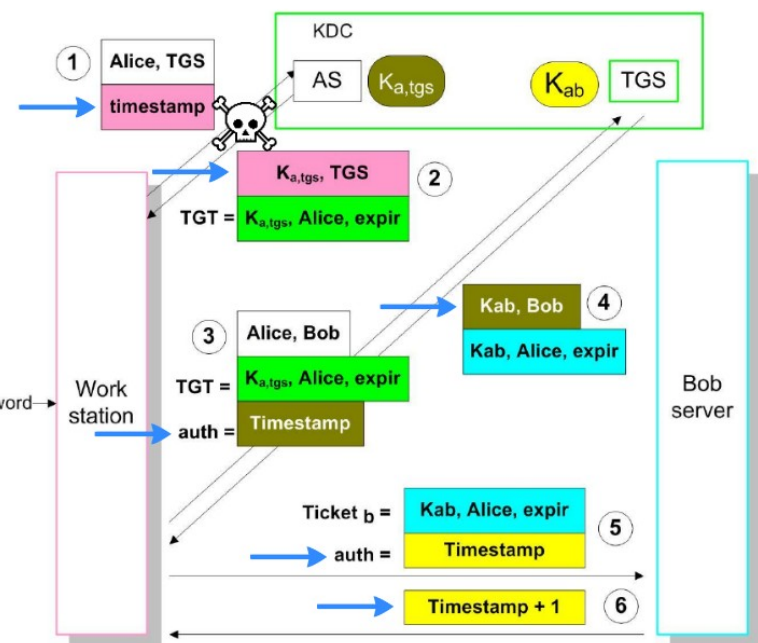 KDC
1
Alice, TGS
timestamp
AS
Ka,tgs
Kab
TGS
Ka,tgs, TGS
2
TGT =
Ka,tgs, Alice, expir
3
Alice, Bob
TGT =
Ka,tgs, Alice, expir
auth =
Timestamp
Kab, Bob
4
Kab, Alice, expir
word
Work
station
Bob
server
Ticket b =
Kab, Alice, expir
5
auth =
Timestamp
Timestamp + 1
6